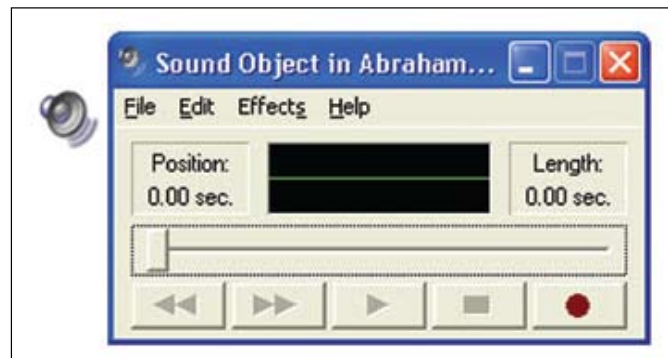 Sound Object in Abraham...
File Edit Effects Help
Position: Length:
0.00 sec. 0.00 sec.